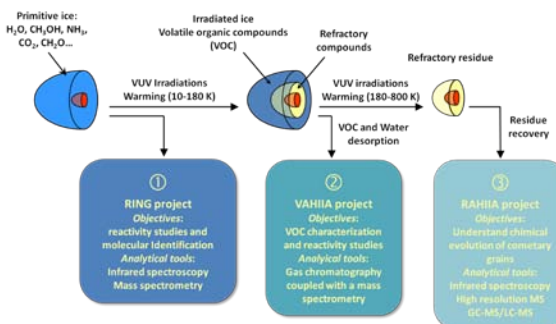 Primitive ice:
H₂O, CH₃OH, NH₃,
CO₂, CH₂O...
Irradiated ice
Volatile organic compounds
(VOC)
Refractory
compounds
Refractory residue
VUV Irradiations
Warming (10-180 K)
VUV irradiations
Warming (180-800 K)
VOC and Water
desorption
Residue
recovery
①
RING project
Objectives:
reactivity studies and
molecular Identification
Analytical tools:
Infrared spectroscopy
Mass spectrometry
②
VAHIIA project
Objectives:
VOC characterization
and reactivity studies
Analytical tools:
Gas chromatography
coupled with a mass
spectrometry
③
RAHIIA project
Objectives:
Understand chimical
evolution of cometary
grains
Analytical tools:
Infrared spectroscopy
High resolution MS
GC-MS/LC-MS